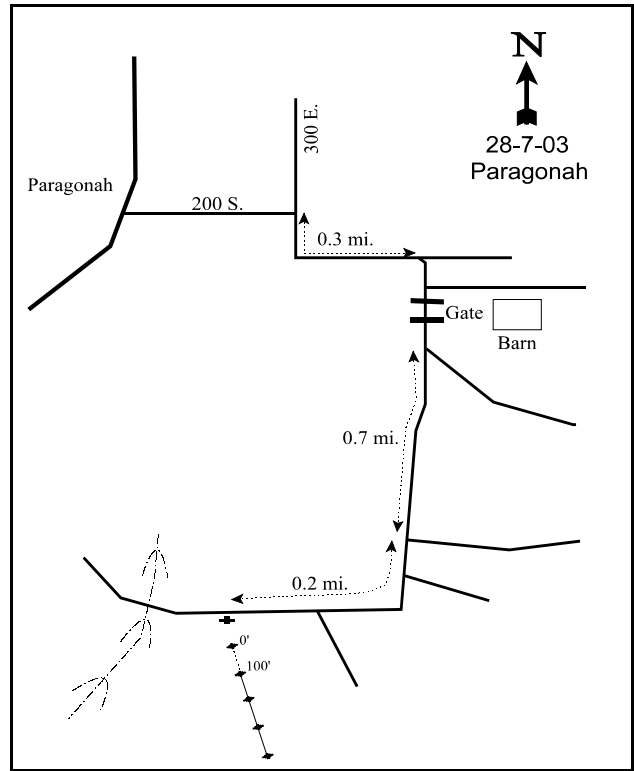 N
28-7-03
Paragonah
300 E.
Paragonah
200 S.
0.3 mi.
Gate
Barn
0.7 mi.
0.2 mi.
0'
100'